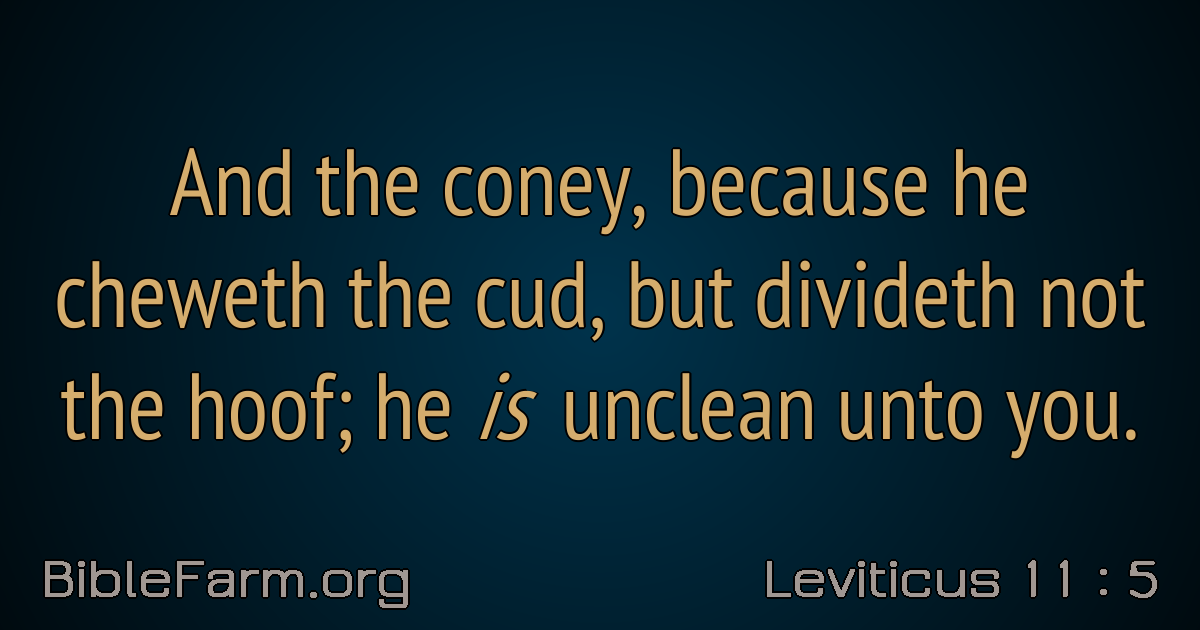 And the coney, because he
cheweth the cud, but divideth not
the hoof; he is unclean unto you.
BibleFarm.org
Leviticus 11 : 5